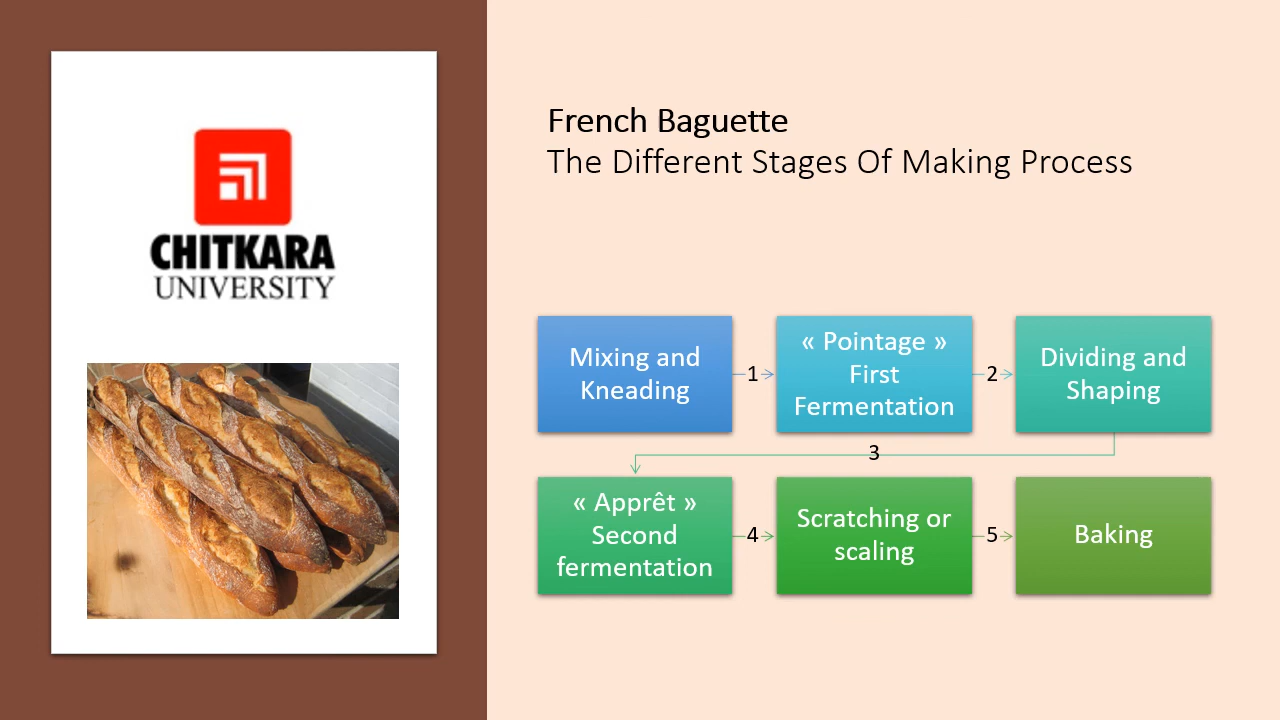 CHITKARA
UNIVERSITY
French Baguette
The Different Stages Of Making Process
Mixing and
Kneading
1
« Pointage »
First
Fermentation
2
Dividing and
Shaping
3
« Apprêt »
Second
fermentation
4
Scratching or
scaling
5
Baking